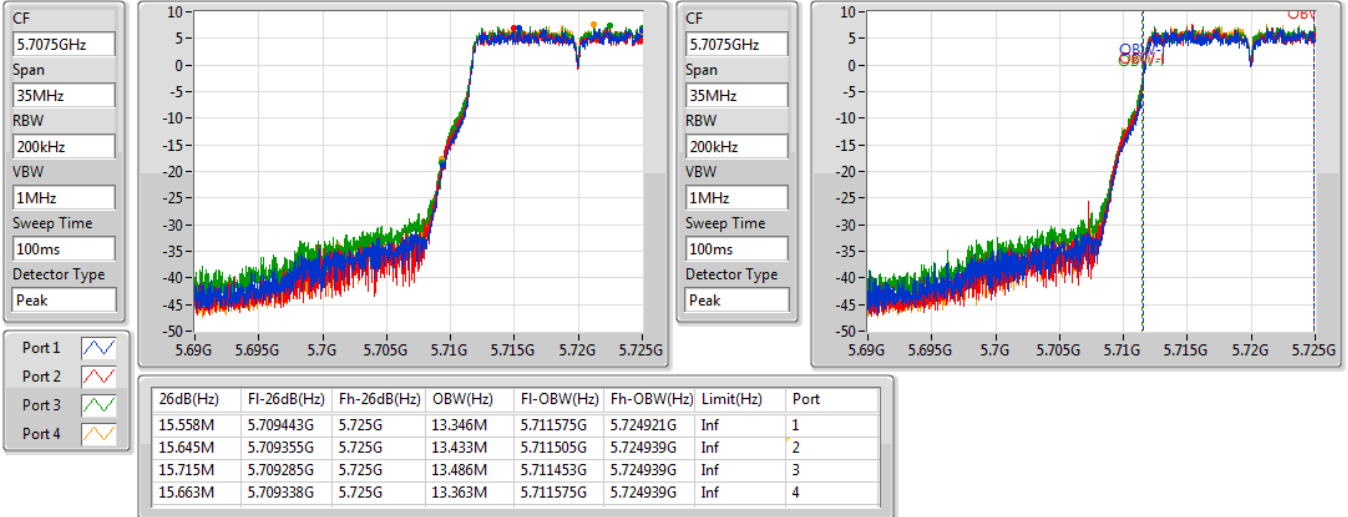 CF
5.7075GHz
Span
35MHz
RBW
200kHz
VBW
1MHz
Sweep Time
100ms
Detector Type
Peak
10
5
0
-5
-10
-15
-20
-25
-30
-35
-40
-45
-50
5.69G 5.695G 5.7G 5.705G 5.71G 5.715G 5.72G 5.725G
CF
5.7075GHz
Span
35MHz
RBW
200kHz
VBW
1MHz
Sweep Time
100ms
Detector Type
Peak
10
5
0
-5
-10
-15
-20
-25
-30
-35
-40
-45
-50
5.69G 5.695G 5.7G 5.705G 5.71G 5.715G 5.72G 5.725G
Port 1
Port 2
Port 3
Port 4
26dB(Hz) Fl-26dB(Hz) Fh-26dB(Hz) OBW(Hz) Fl-OBW(Hz) Fh-OBW(Hz) Limit(Hz) Port
15.558M 5.709443G 5.725G 13.346M 5.711575G 5.724921G Inf 1
15.645M 5.709355G 5.725G 13.433M 5.711505G 5.724939G Inf 2
15.715M 5.709285G 5.725G 13.486M 5.711453G 5.724939G Inf 3
15.663M 5.709338G 5.725G 13.363M 5.711575G 5.724939G Inf 4